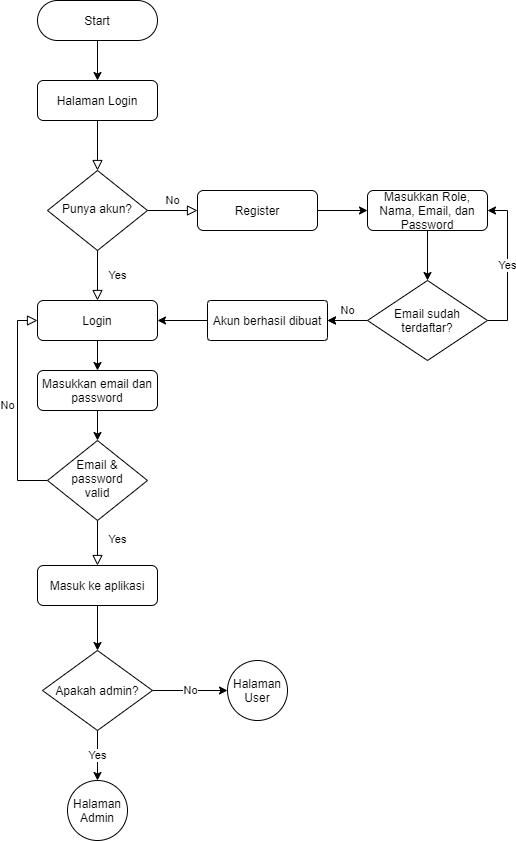 Start
Halaman Login
Punya akun?
No
Register
Masukkan Role,
Nama, Email, dan
Password
Yes
Yes
Login
Akun berhasil dibuat
No
Email sudah
terdaftar?
Masukkan email dan
password
No
Email &
password
valid
Yes
Masuk ke aplikasi
Apakah admin?
No
Halaman
User
Yes
Halaman
Admin